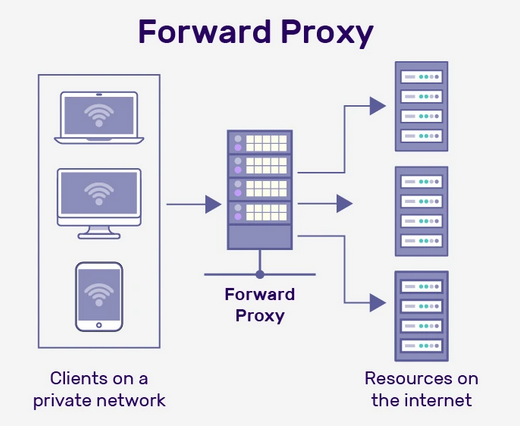 Forward Proxy
Forward
Proxy
Clients on a
private network
Resources on
the internet